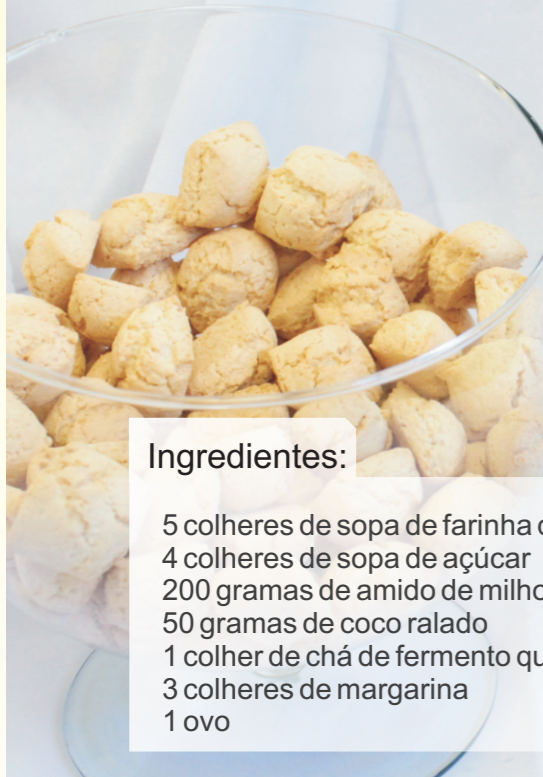 Ingredientes:
5 colheres de sopa de farinha
4 colheres de sopa de açúcar
200 gramas de amido de milho
50 gramas de coco ralado
1 colher de chá de fermento
3 colheres de margarina
1 ovo